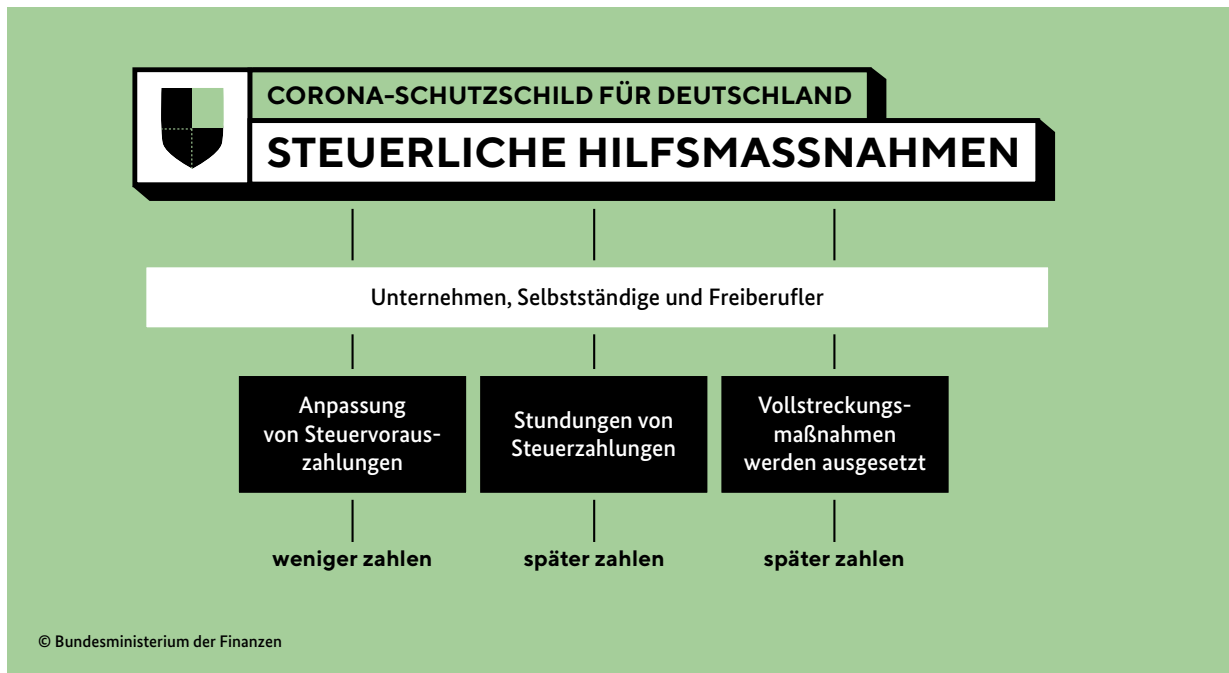 CORONA-SCHUTZSCHILD FÜR DEUTSCHLAND
STEUERLICHE HILFSMASSNAHMEN
Unternehmen, Selbstständige und Freiberufler
Anpassung
von Steuervoraus-
zahlungen
Stundungen von
Steuerzahlungen
Vollstreckungs-
maßnahmen
werden ausgesetzt
weniger zahlen
später zahlen
später zahlen
© Bundesministerium der Finanzen